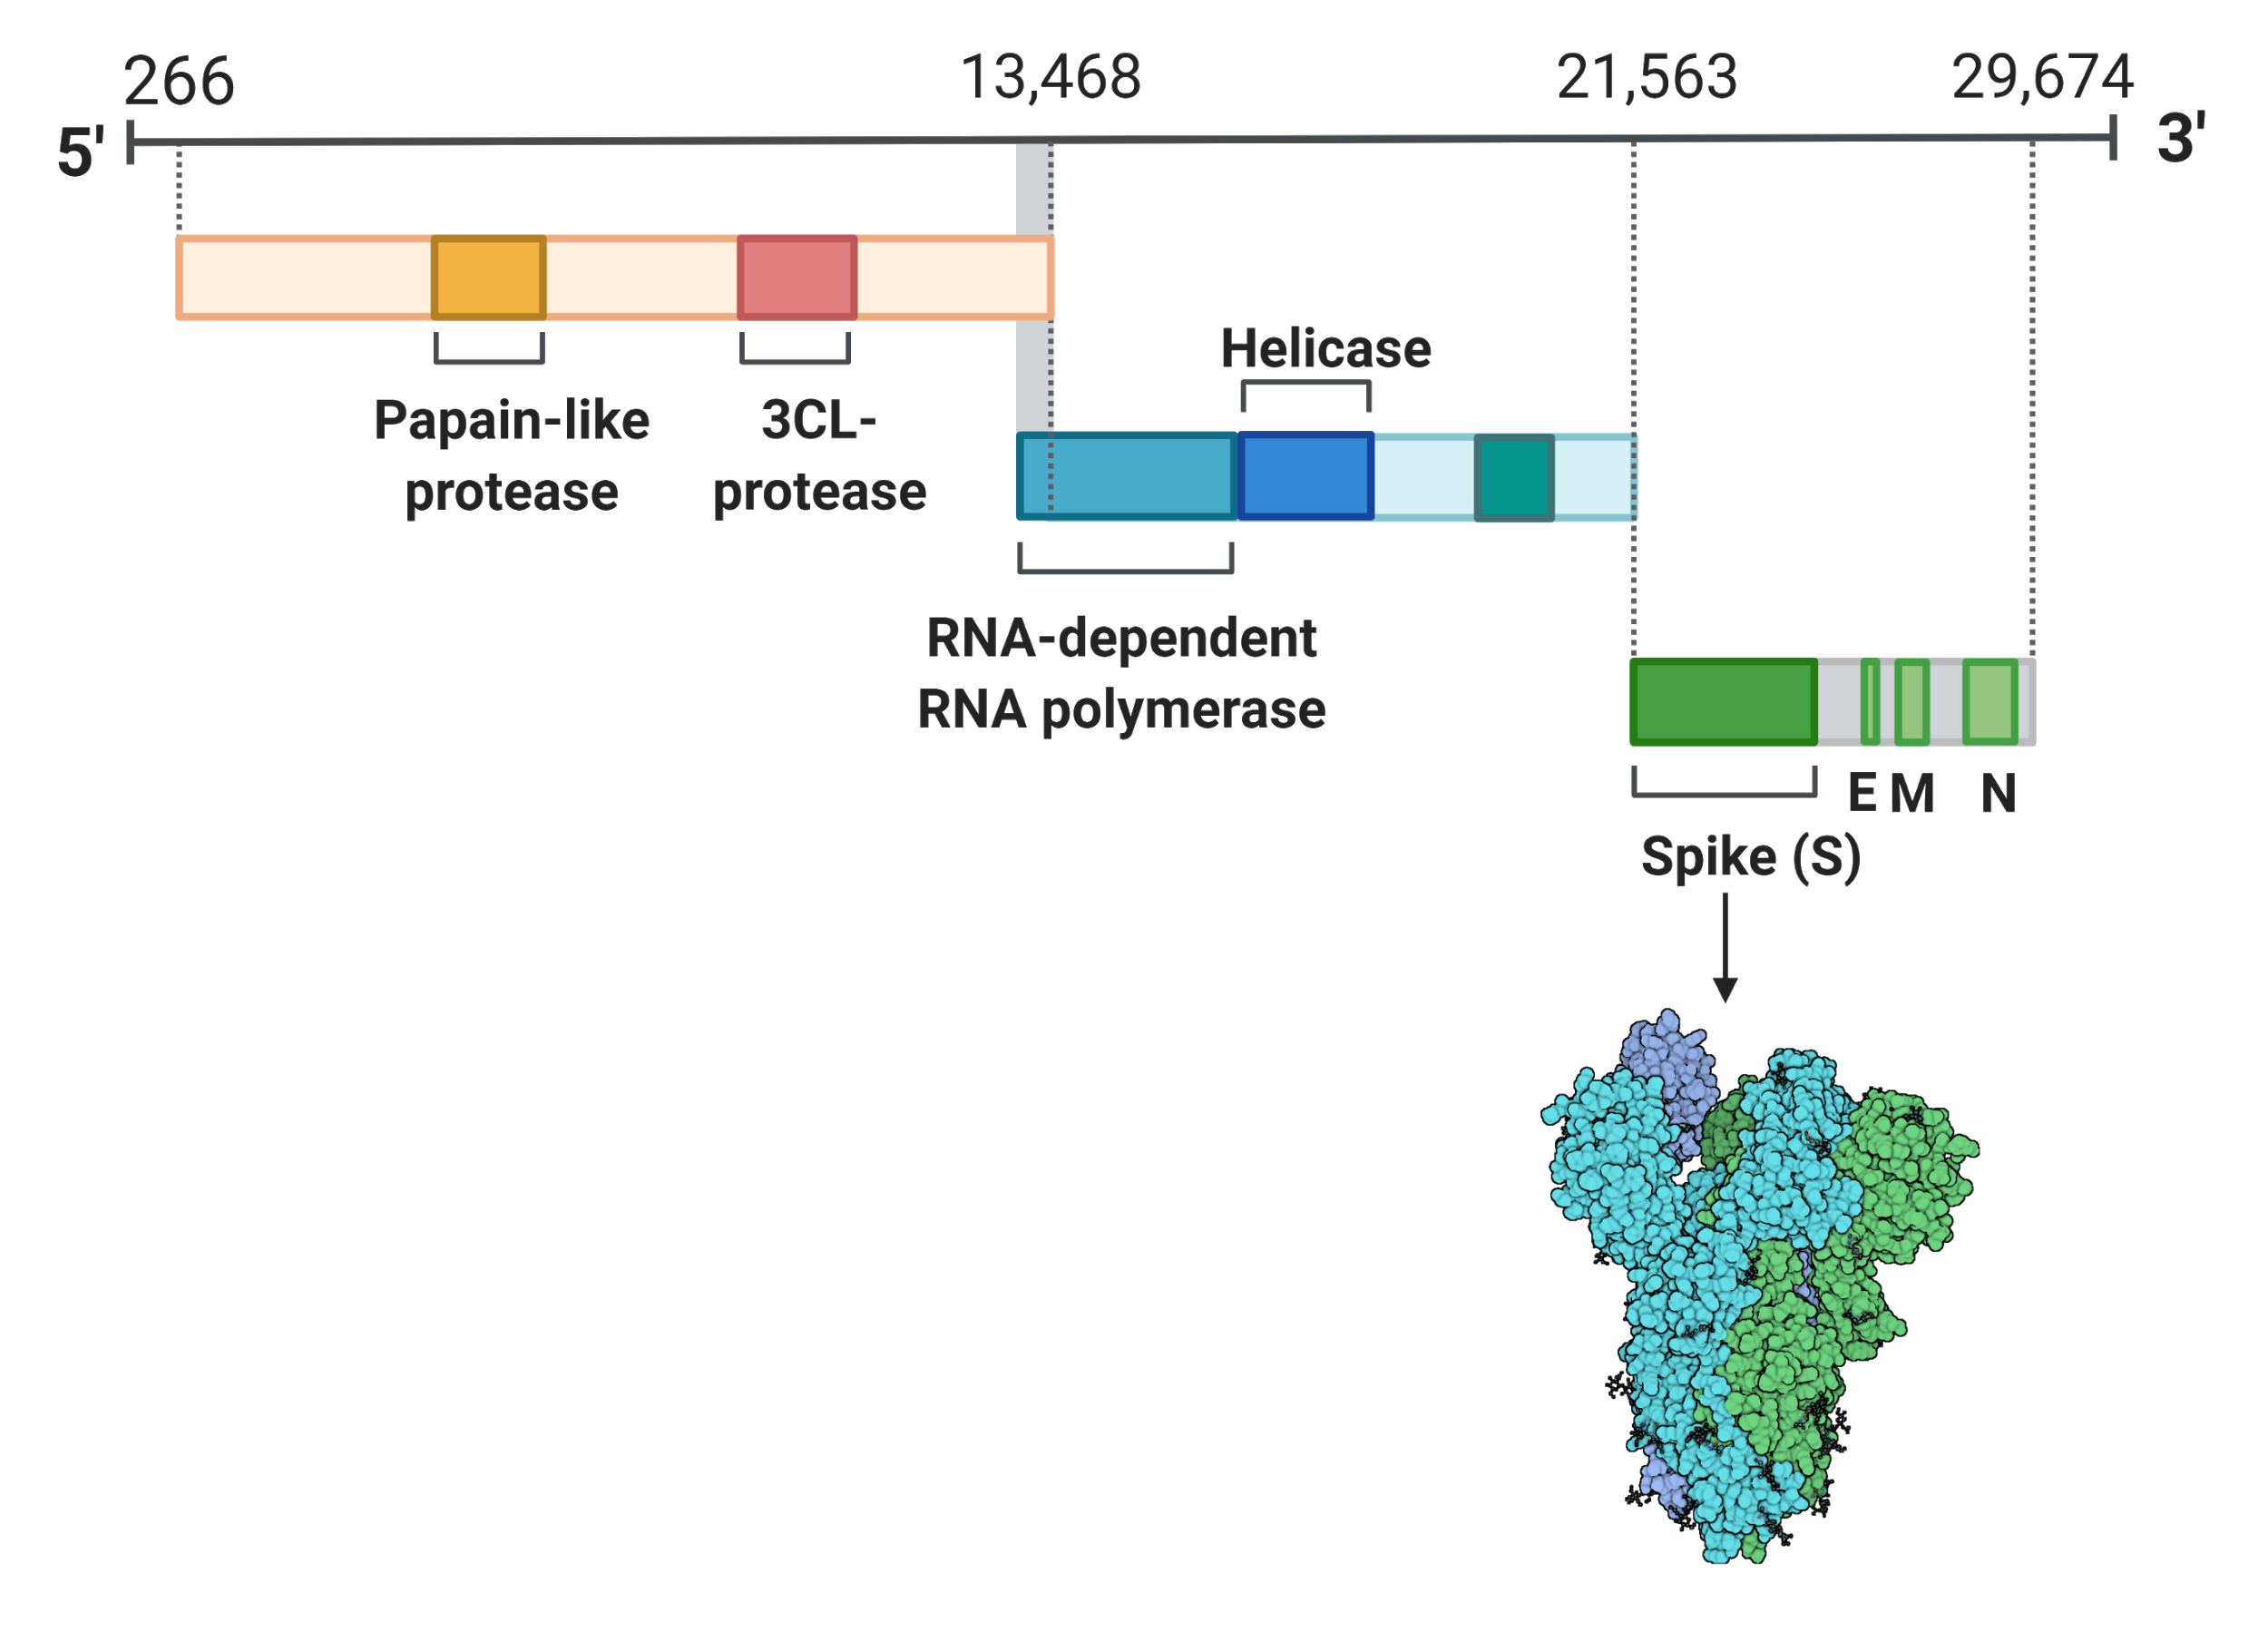 266
13,468
21,563
29,674
5'
3'
Helicase
Papain-like
protease
3CL-
protease
RNA-dependent
RNA polymerase
E M N
Spike (S)